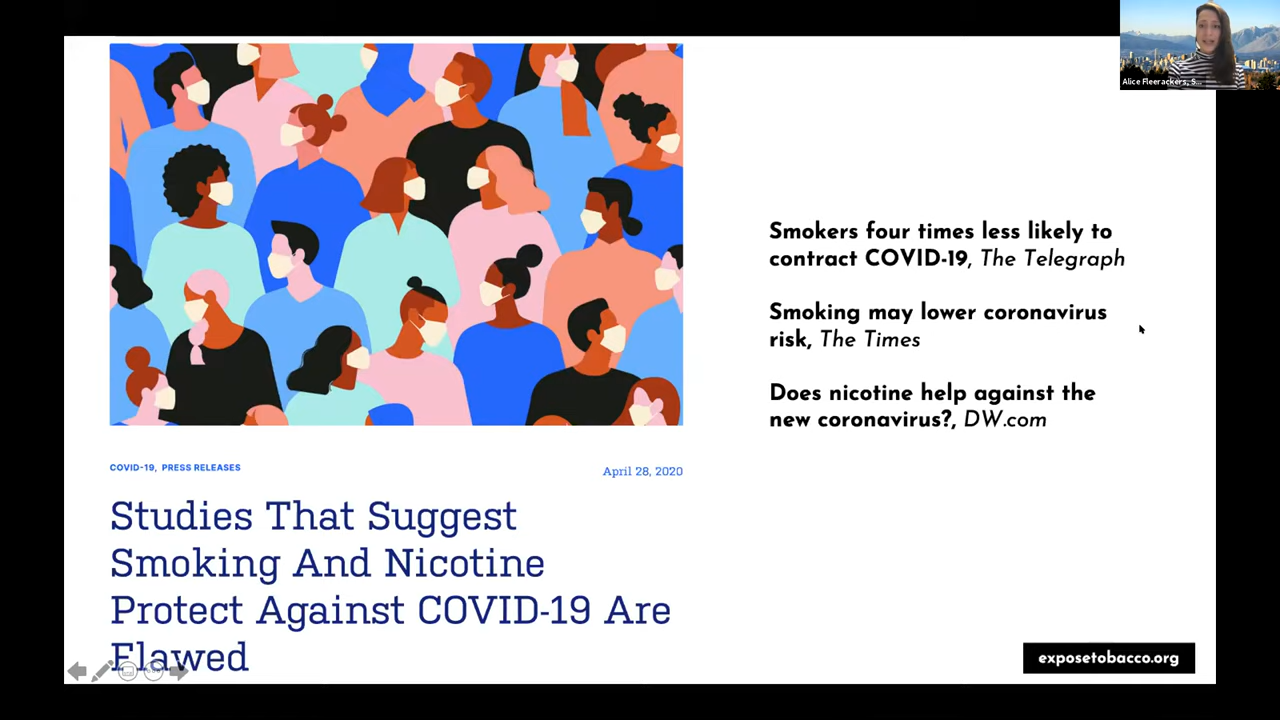 Alice Fleerackers, S...
Smokers four times less likely to
contract COVID-19, The Telegraph
Smoking may lower coronavirus
risk, The Times
Does nicotine help against the
new coronavirus?, DW.com
COVID-19, PRESS RELEASES
April 28, 2020
Studies That Suggest
Smoking And Nicotine
Protect Against COVID-19 Are
Flawed
exposetobacco.org